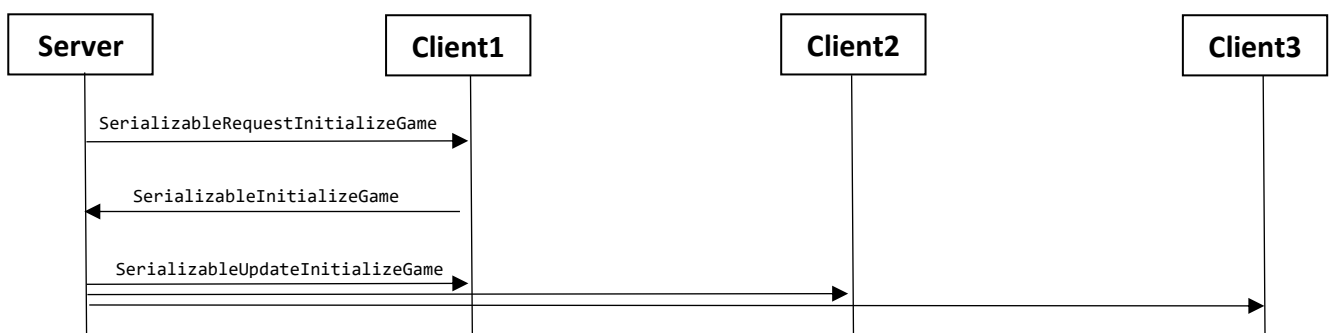 Server
Client1
Client2
Client3
SerializableRequestInitializeGame
SerializableInitializeGame
SerializableUpdateInitializeGame